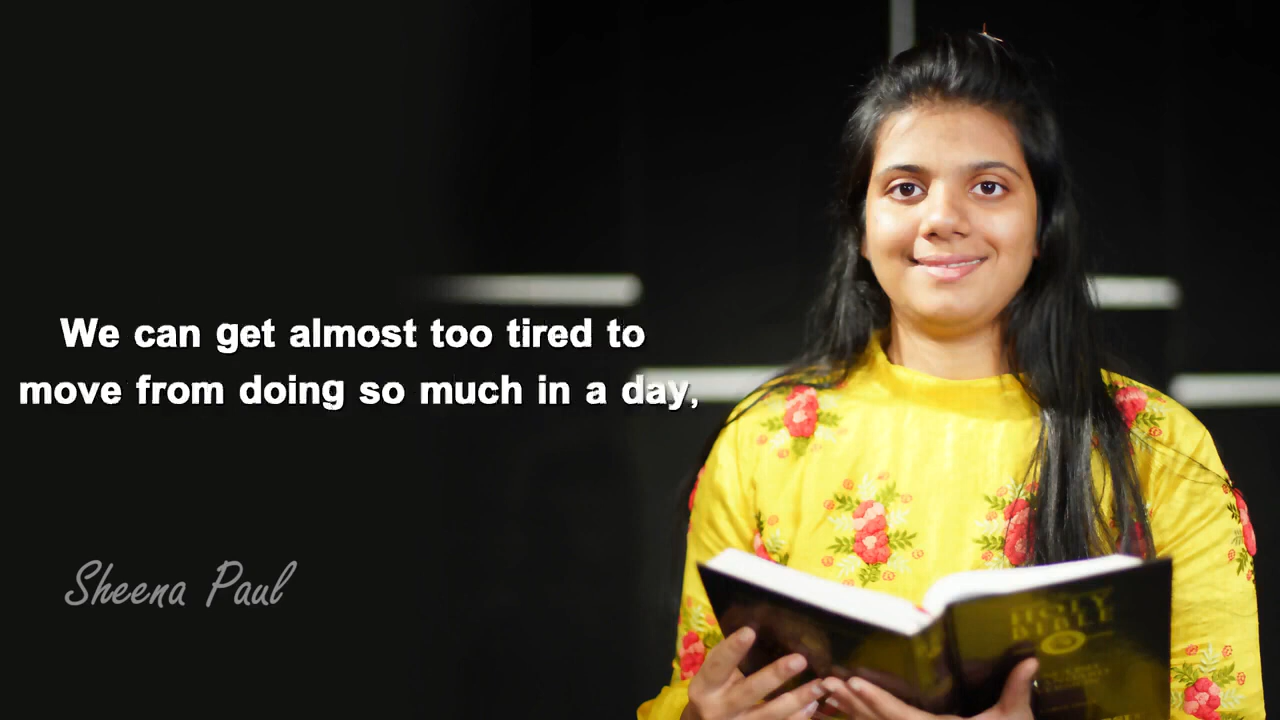 We can get almost too tired to
move from doing so much in a day,
Sheena Paul
HOLY
BIBLE